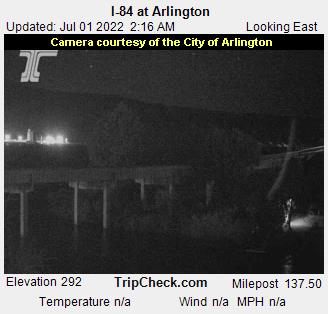 I-84 at Arlington
Updated: Jul 01 2022 2:16 AM Looking East
Camera courtesy of the City of Arlington
Elevation 292 TripCheck.com Milepost 137.50
Temperature n/a Wind n/a MPH n/a